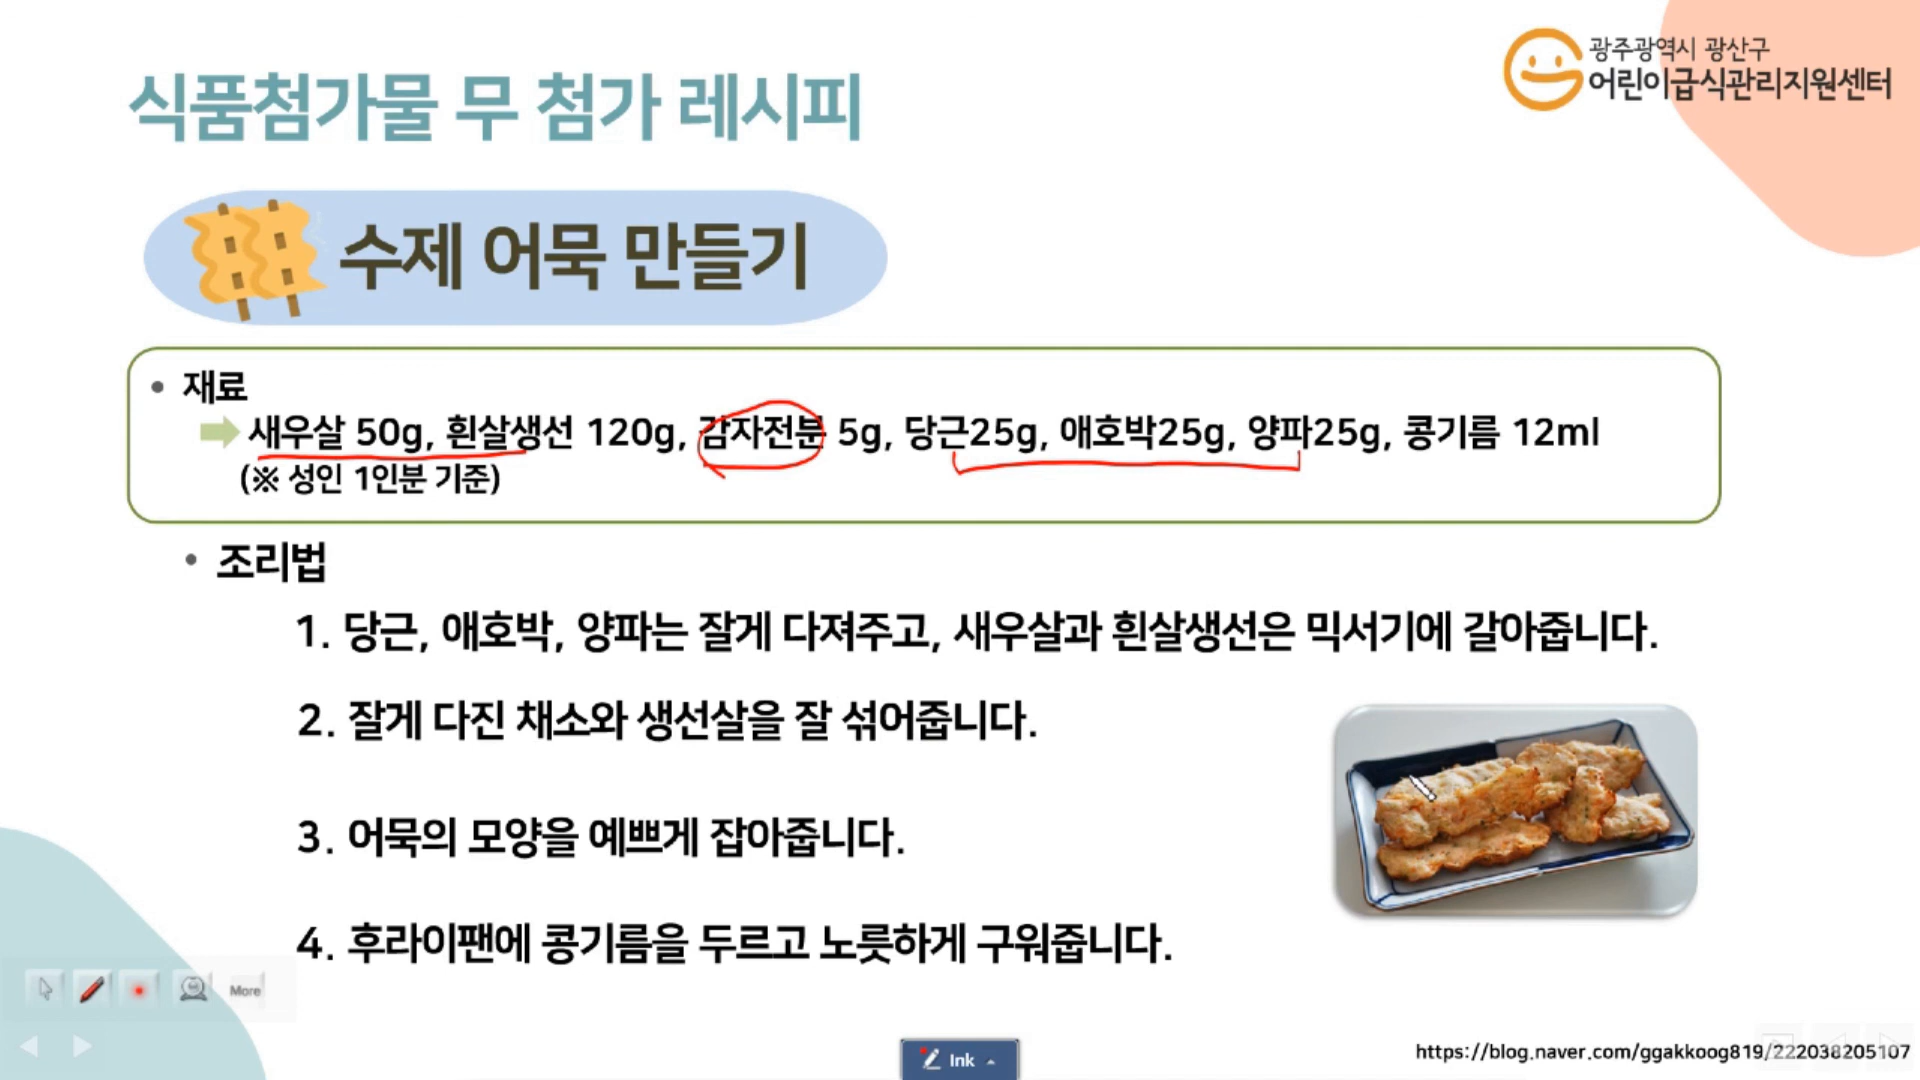 광주광역시 광산구
어린이급식관리지원센터
식품첨가물 무 첨가 레시피
수제 어묵 만들기
• 재료
새우살 50g, 흰살생선 120g, 감자전분 5g, 당근25g, 애호박25g, 양파25g, 콩기름 12ml
(※ 성인 1인분 기준)
• 조리법
1. 당근, 애호박, 양파는 잘게 다져주고, 새우살과 흰살생선은 믹서기에 갈아줍니다.
2. 잘게 다진 채소와 생선살을 잘 섞어줍니다.
3. 어묵의 모양을 예쁘게 잡아줍니다.
4. 후라이팬에 콩기름을 두르고 노릇하게 구워줍니다.
More
Ink
https://blog.naver.com/ggakkoog819/222038205107